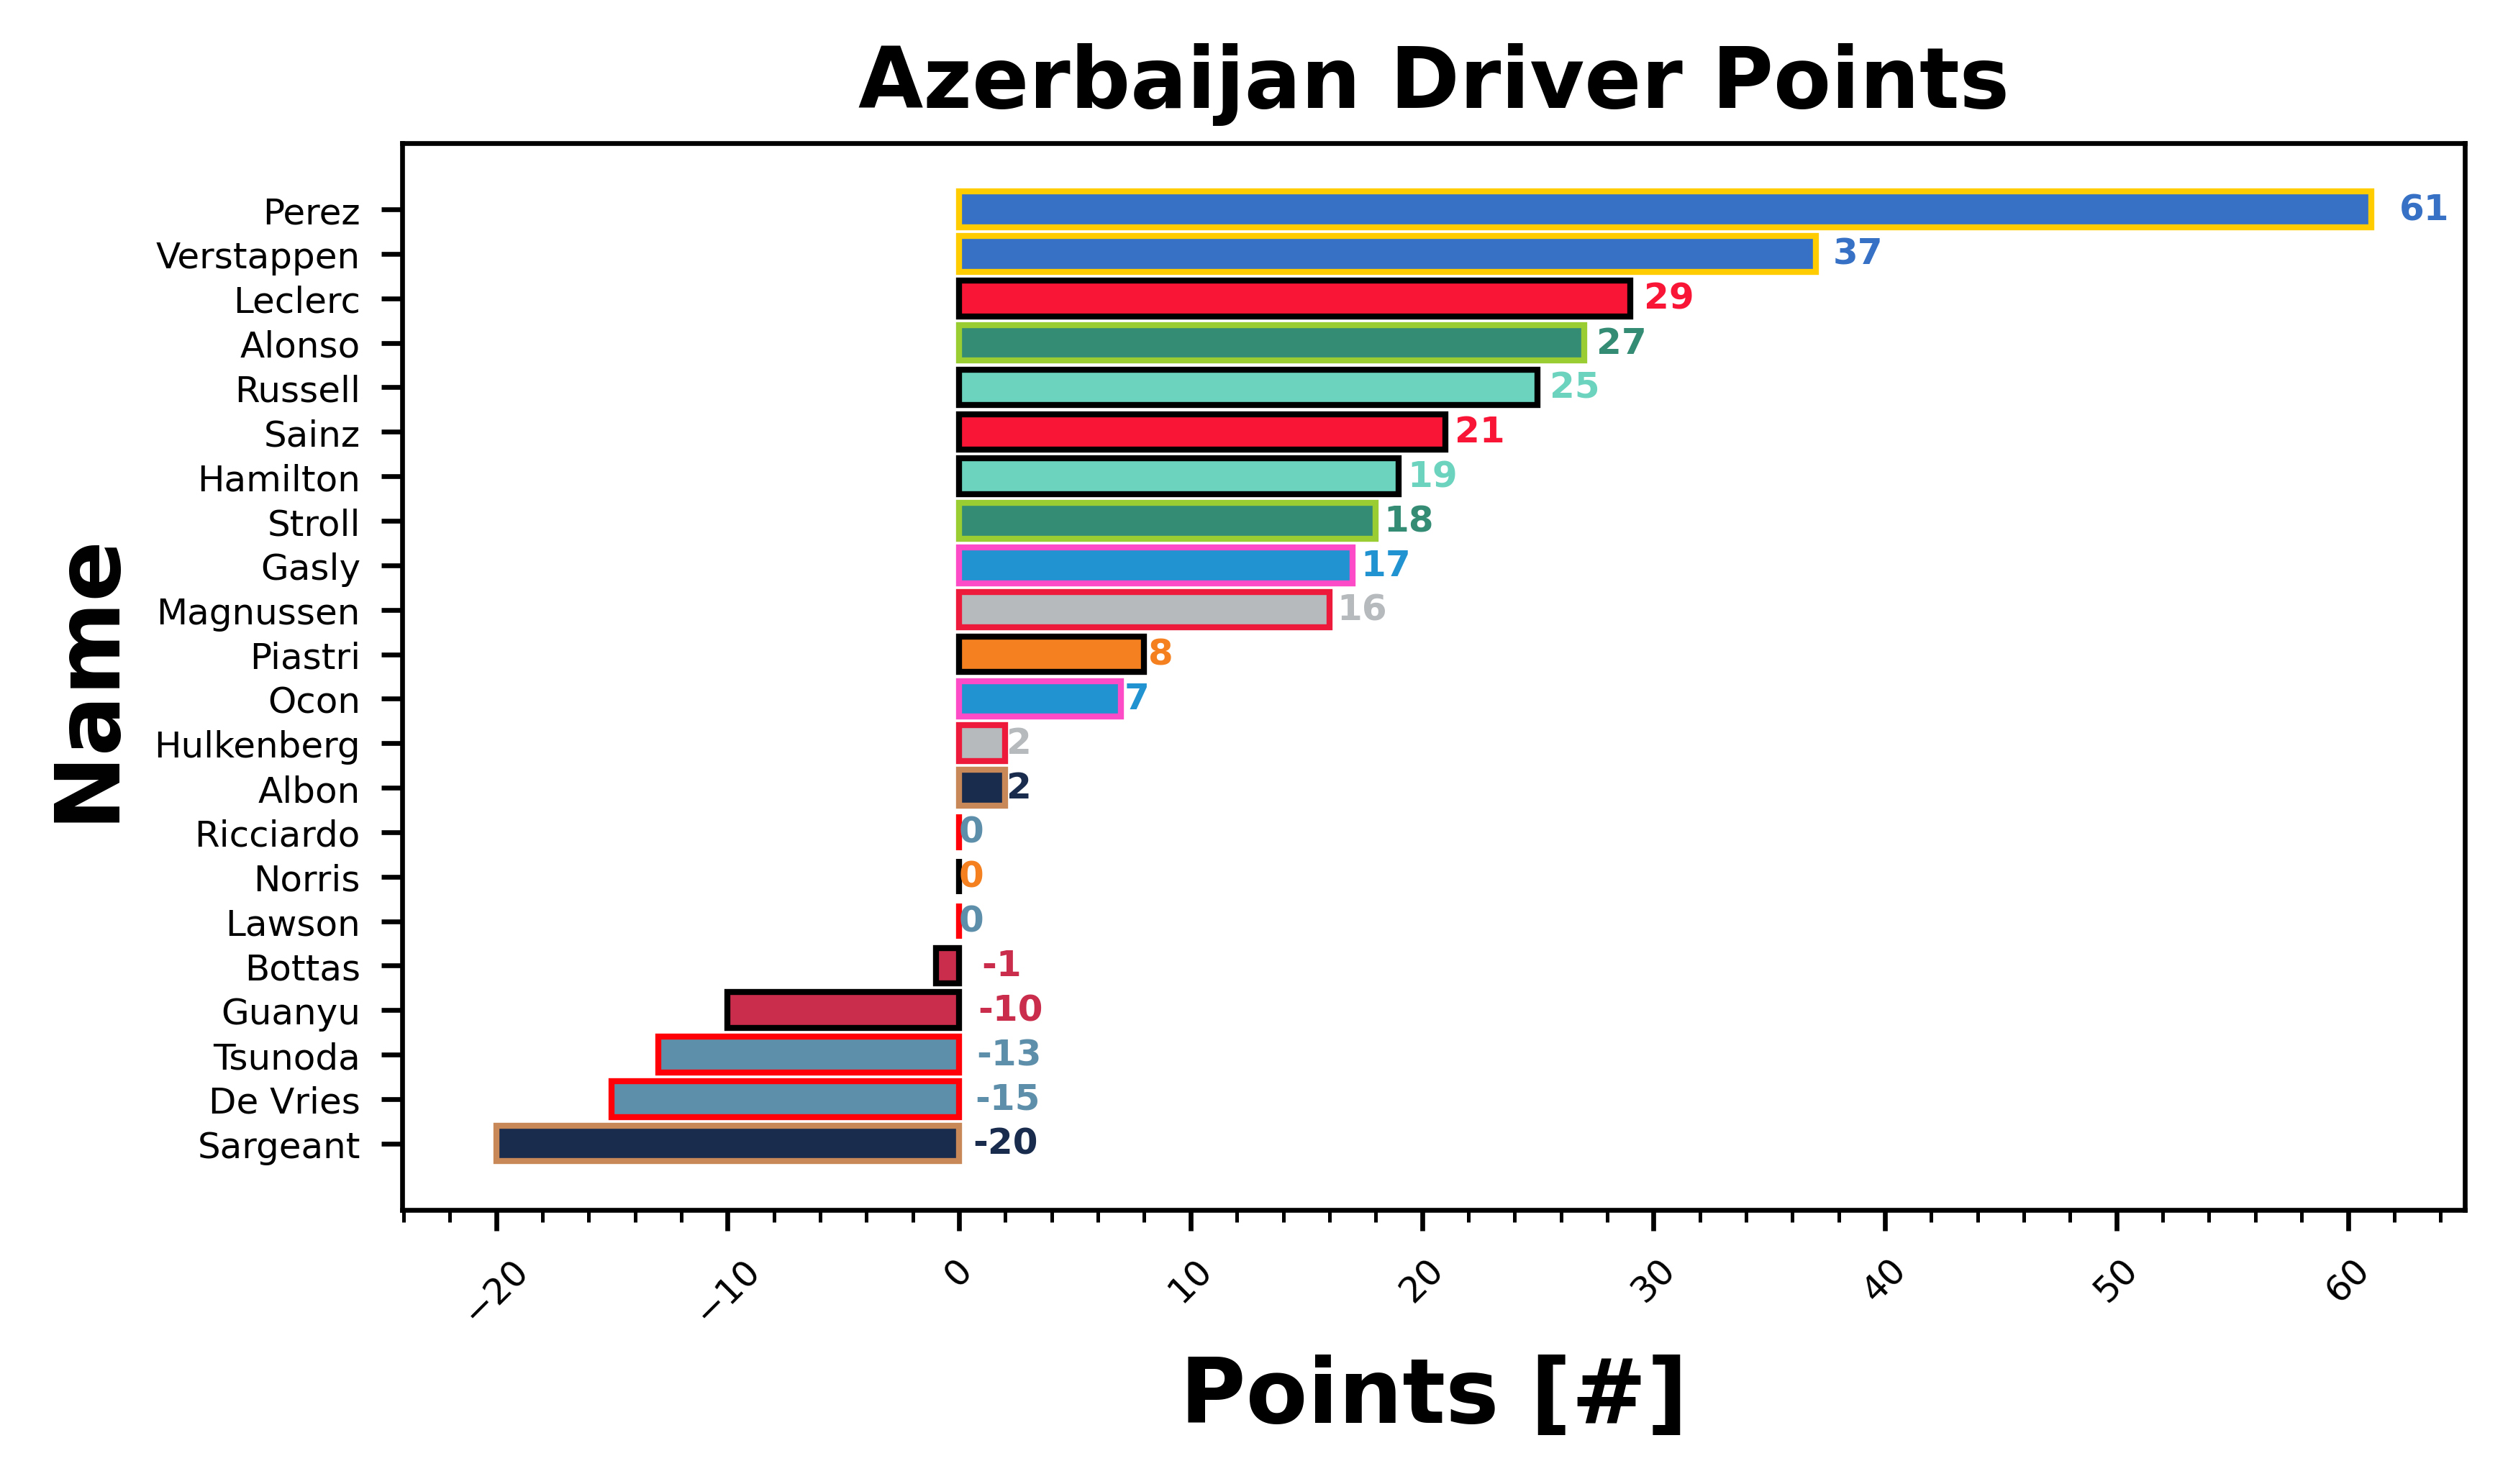 Azerbaijan Driver Points
Name
Perez 61
Verstappen 37
Leclerc 29
Alonso 27
Russell 25
Sainz 21
Hamilton 19
Stroll 18
Gasly 17
Magnussen 16
Piastri 8
Ocon 7
Hulkenberg 2
Albon 2
Ricciardo 0
Norris 0
Lawson 0
Bottas -1
Guanyu -10
Tsunoda -13
De Vries -15
Sargeant -20
−20 −10 0 10 20 30 40 50 60
Points [#]